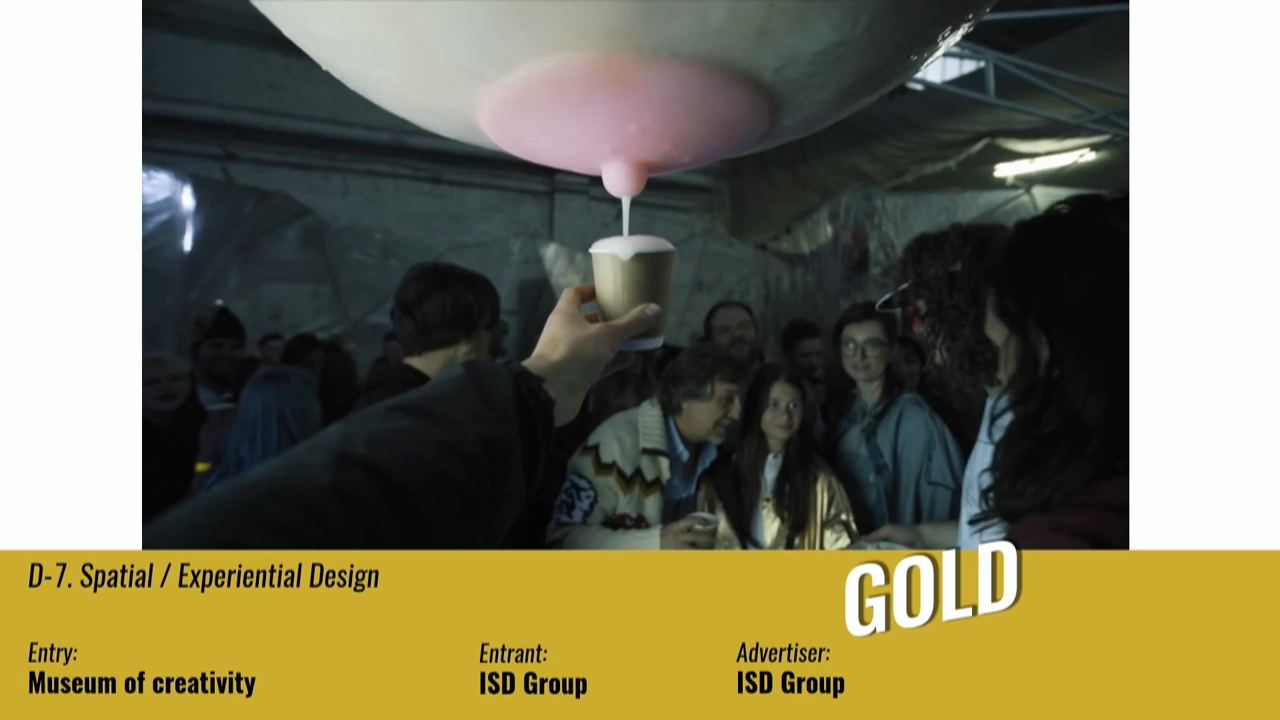 D-7. Spatial / Experiential Design
GOLD
Entry:
Museum of creativity
Entrant:
ISD Group
Advertiser:
ISD Group